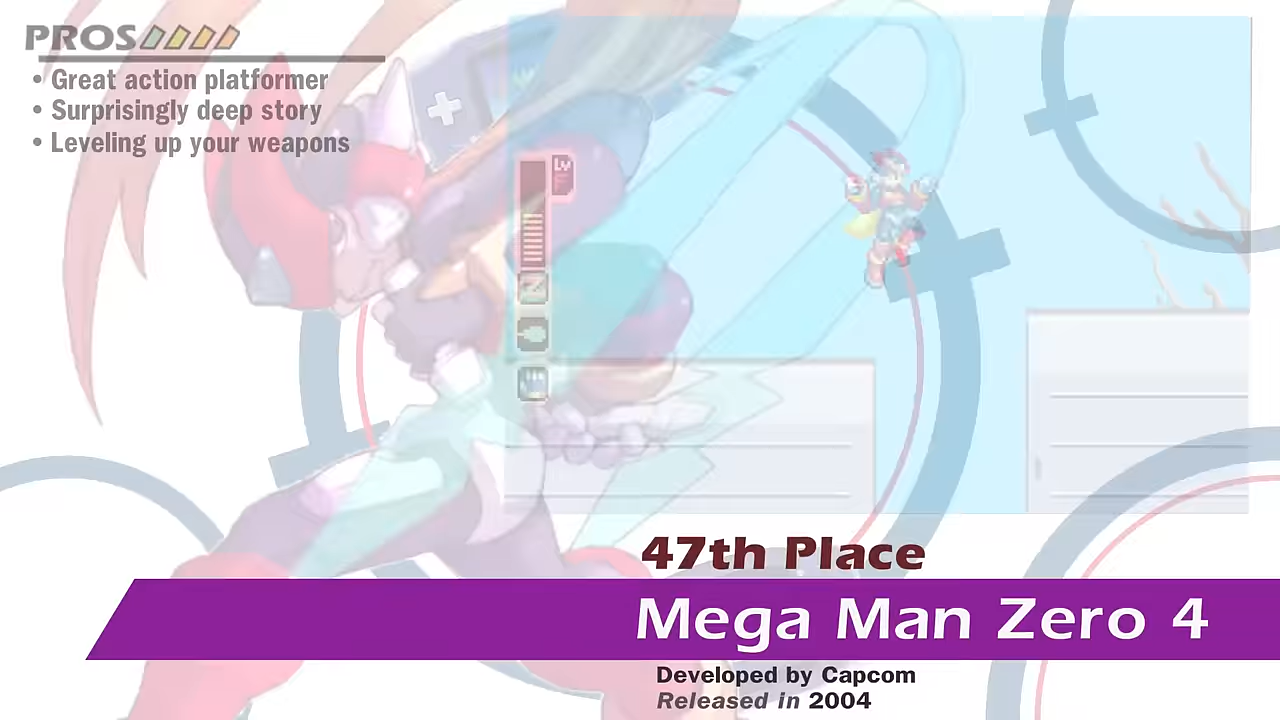 PROS
• Great action platformer
• Surprisingly deep story
• Leveling up your weapons
Lv
F
Z
47th Place
Mega Man Zero 4
Developed by Capcom
Released in 2004